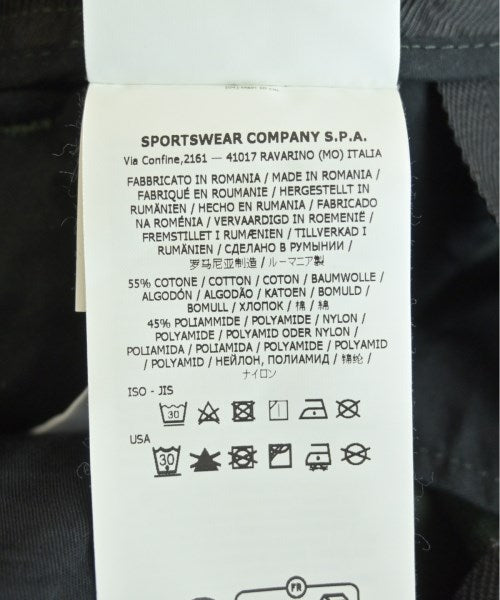 SPORTSWEAR COMPANY S.P.A.
Via Confine,2161 — 41017 RAVARINO (MO) ITALIA
FABBRICATO IN ROMANIA / MADE IN ROMANIA /
FABRIQUÉ EN ROUMANIE / HERGESTELLT IN
RUMÄNIEN / HECHO EN RUMANIA / FABRICADO
NA ROMÉNIA / VERVAARDIGD IN ROEMENIË /
FREMSTILLET I RUMÆNIEN / TILLVERKAD I
RUMÄNIEN / СДЕЛАНО В РУМЫНИИ /
罗马尼亚制造 / ルーマニア製
55% COTONE / COTTON / COTON / BAUMWOLLE /
ALGODÓN / ALGODÃO / KATOEN / BOMULD /
BOMULL / ХЛОПОК / 棉 / 綿
45% POLIAMMIDE / POLYAMIDE / NYLON /
POLYAMIDE / POLYAMID ODER NYLON /
POLIAMIDA / POLIAMIDA / POLYAMIDE / POLYAMID
/ POLYAMID / НЕЙЛОН, ПОЛИАМИД / 锦纶 /
ナイロン
ISO - JIS
30
USA
30
FR